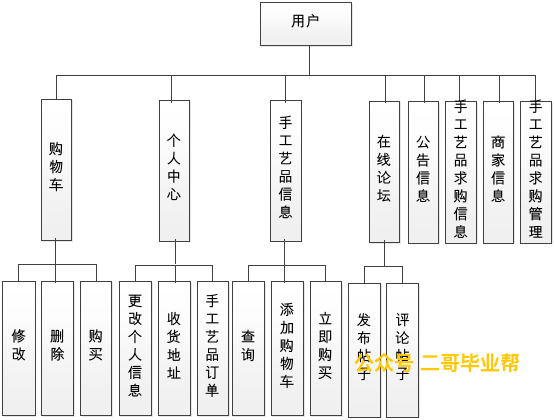 用户
购物车
个人中心
手工艺品信息
在线论坛
公告信息
手工艺品求购信息
商家信息
手工艺品求购管理
修改
删除
购买
更改个人信息
收货地址
手工艺品订单
查询
添加购物车
立即购买
发布帖子
评论帖子
公众号 二哥毕业帮